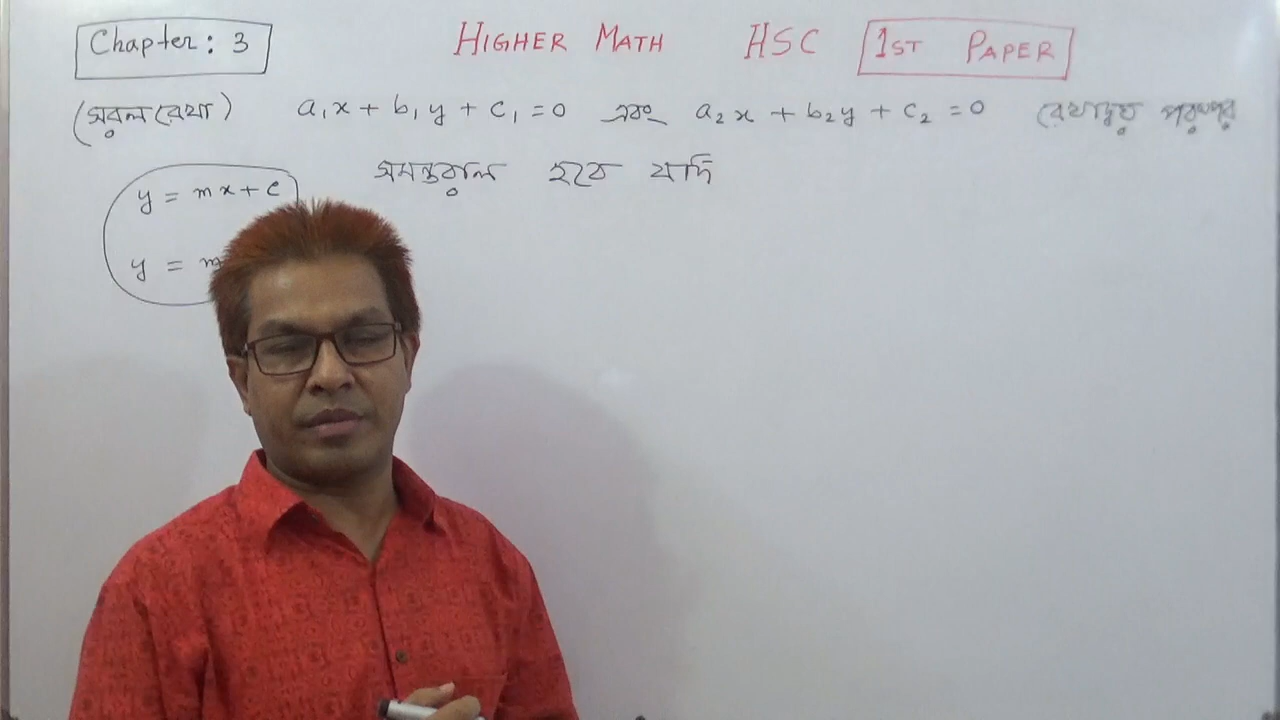 Chapter: 3 HIGHER MATH HSC 1ST PAPER
(সরলরেখা) a₁x + b₁y + c₁ = 0 এবং a₂x + b₂y + c₂ = 0 রেখাদ্বয় পরস্পর
সমান্তরাল হবে যদি
y = mx + c
y = m